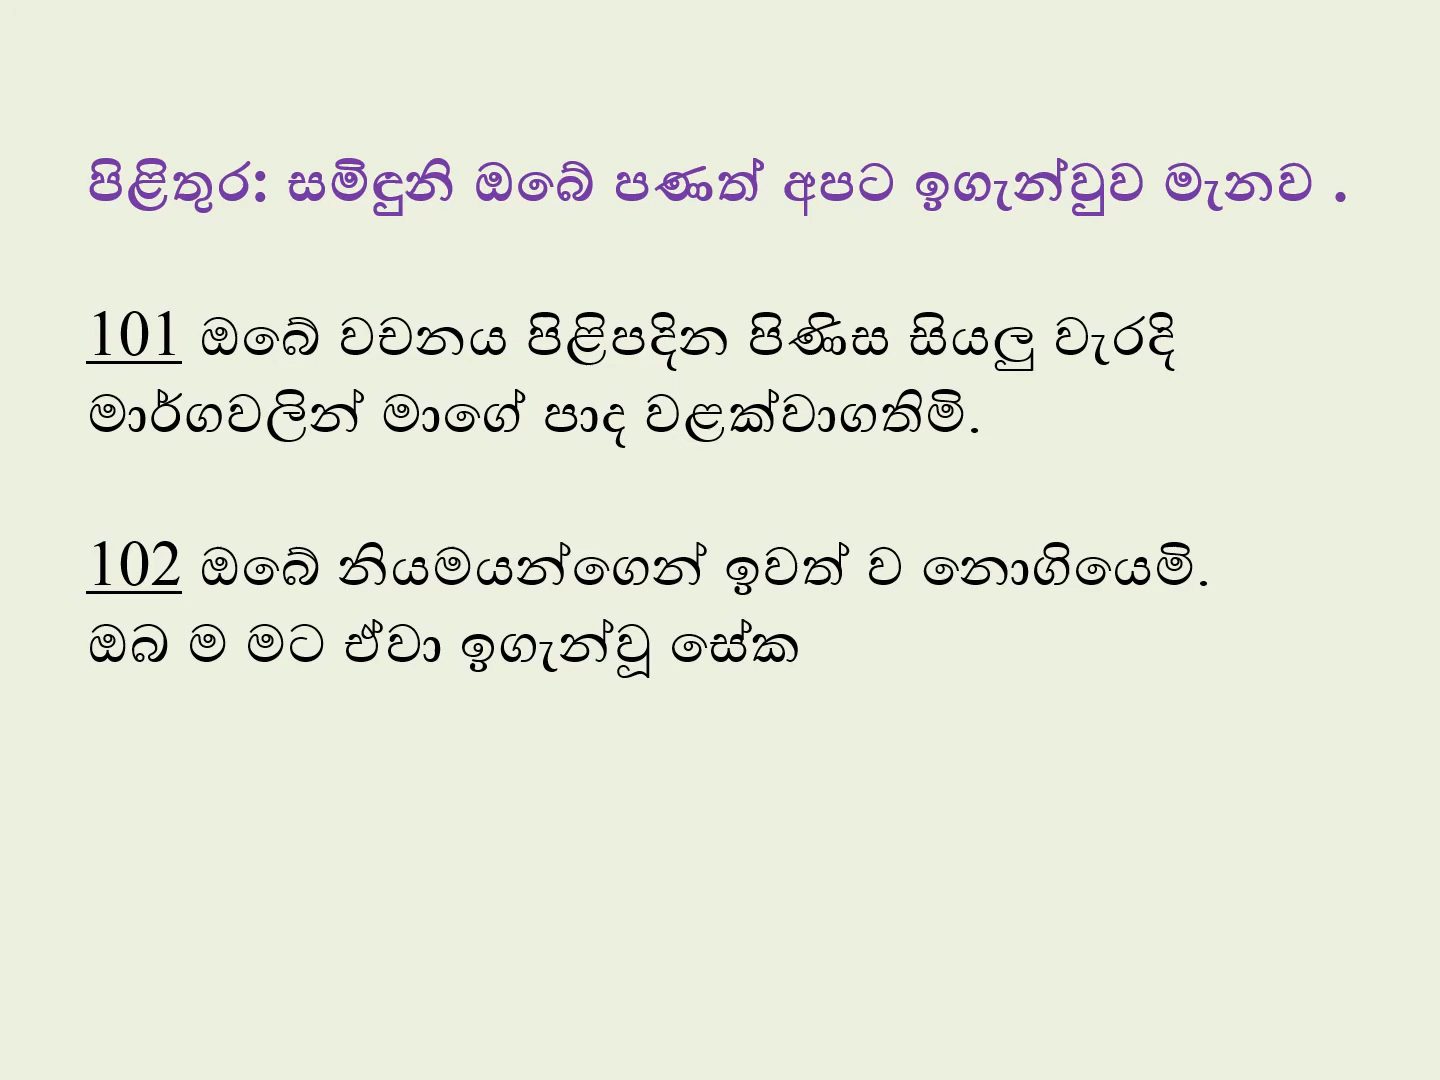 පිළිතුර: සමිඳුනි ඔබේ පණත් අපට ඉගැන්වුව මැනව .
101 ඔබේ වචනය පිළිපදින පිණිස සියලු වැරදි
මාර්ගවලින් මාගේ පාද වළක්වාගතිමි.
102 ඔබේ නියමයන්ගෙන් ඉවත් ව නොගියෙමි.
ඔබ ම මට ඒවා ඉගැන්වූ සේක